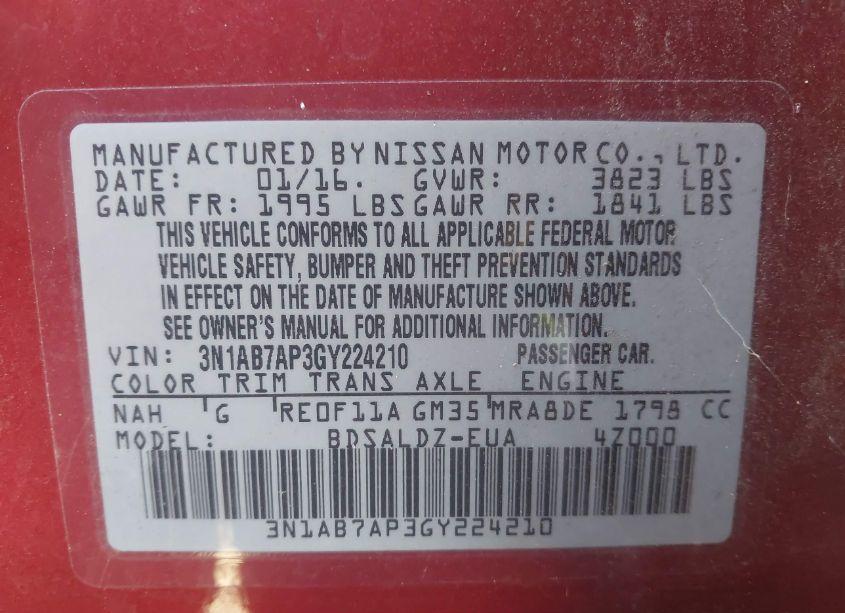 MANUFACTURED BY NISSAN MOTOR CO., LTD.
DATE: 01/16. GVWR: 3823 LBS
GAWR FR: 1995 LBS GAWR RR: 1841 LBS
THIS VEHICLE CONFORMS TO ALL APPLICABLE FEDERAL MOTOR
VEHICLE SAFETY, BUMPER AND THEFT PREVENTION STANDARDS
IN EFFECT ON THE DATE OF MANUFACTURE SHOWN ABOVE.
SEE OWNER'S MANUAL FOR ADDITIONAL INFORMATION.
VIN: 3N1AB7AP3GY224210 PASSENGER CAR.
COLOR TRIM TRANS AXLE ENGINE
NAH G RE0F11A GM35 MRA8DE 1798 CC
MODEL: BDSALDZ-EUA 4Z000
3N1AB7AP3GY224210